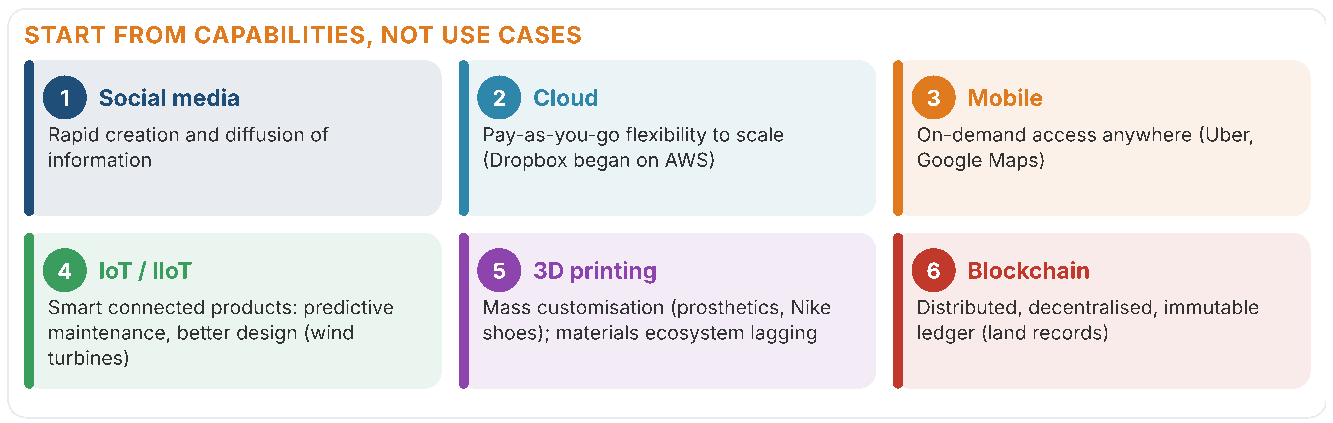 START FROM CAPABILITIES, NOT USE CASES
1 Social media
Rapid creation and diffusion of
information
2 Cloud
Pay-as-you-go flexibility to scale
(Dropbox began on AWS)
3 Mobile
On-demand access anywhere (Uber,
Google Maps)
4 IoT / IIoT
Smart connected products: predictive
maintenance, better design (wind
turbines)
5 3D printing
Mass customisation (prosthetics, Nike
shoes); materials ecosystem lagging
6 Blockchain
Distributed, decentralised, immutable
ledger (land records)